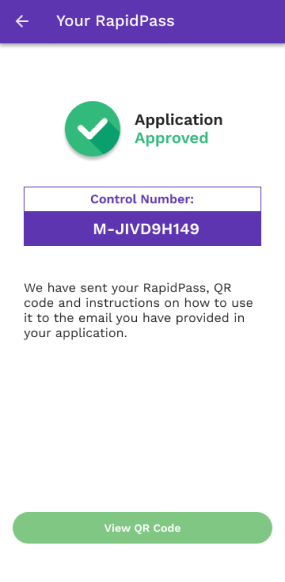 Your RapidPass
Application
Approved
Control Number:
M-JIVD9H149
We have sent your RapidPass, QR
code and instructions on how to use
it to the email you have provided in
your application.
View QR Code